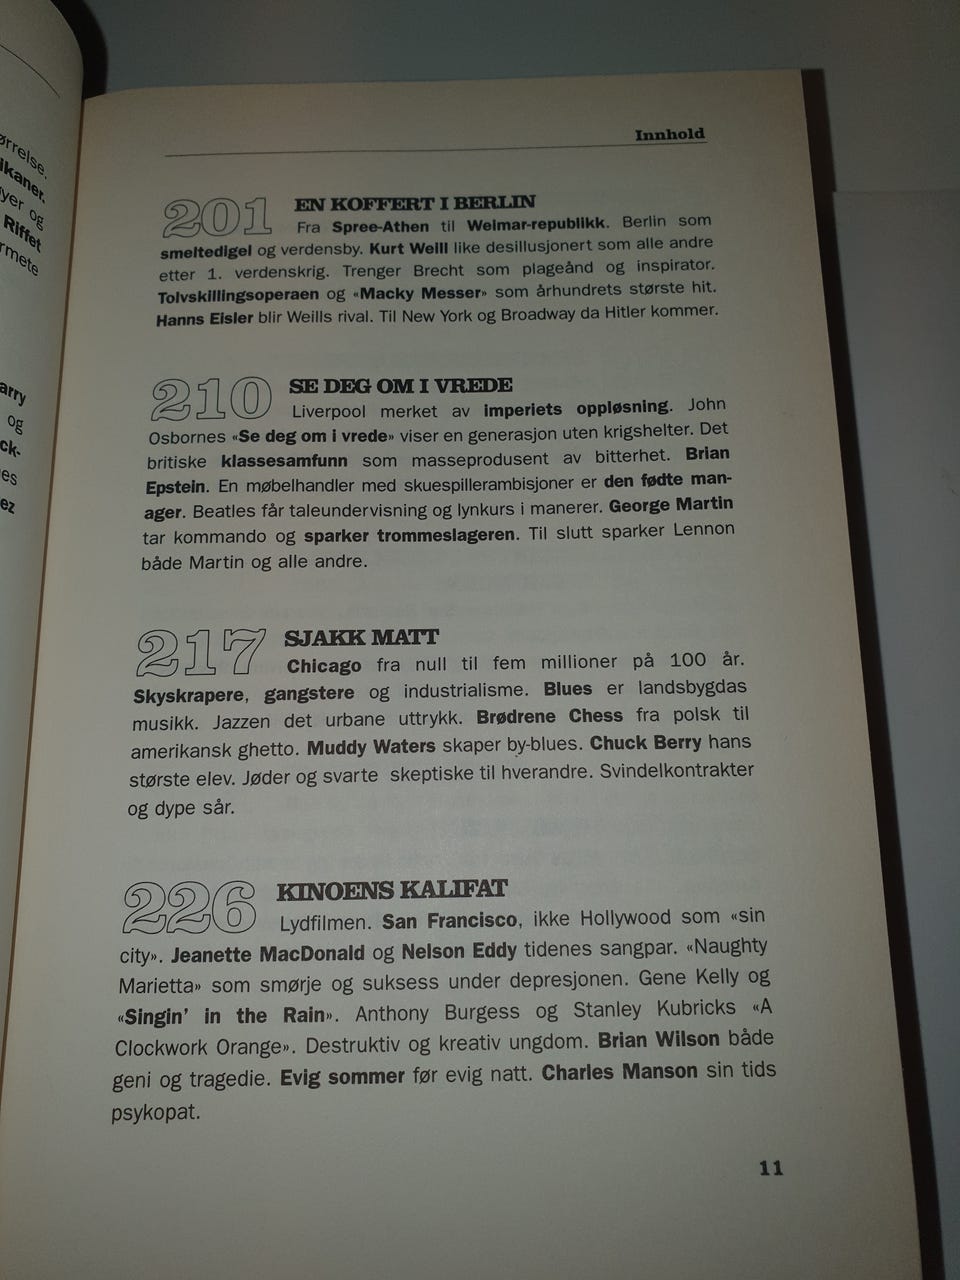 ørrelse.
ikaner,
yer og
Riffet
rmete
arry
og
ck-
es
ez
Innhold
201 EN KOFFERT I BERLIN
Fra Spree-Athen til Weimar-republikk. Berlin som
smeltedigel og verdensby. Kurt Weill like desillusjonert som alle andre
etter 1. verdenskrig. Trenger Brecht som plageånd og inspirator.
Tolvskillingsoperaen og «Macky Messer» som århundrets største hit.
Hanns Eisler blir Weills rival. Til New York og Broadway da Hitler kommer.
210 SE DEG OM I VREDE
Liverpool merket av imperiets oppløsning. John
Osbornes «Se deg om i vrede» viser en generasjon uten krigshelter. Det
britiske klassesamfunn som masseprodusent av bitterhet. Brian
Epstein. En møbelhandler med skuespillerambisjoner er den fødte man-
ager. Beatles får taleundervisning og lynkurs i manerer. George Martin
tar kommando og sparker trommeslageren. Til slutt sparker Lennon
både Martin og alle andre.
217 SJAKK MATT
Chicago fra null til fem millioner på 100 år.
Skyskrapere, gangstere og industrialisme. Blues er landsbygdas
musikk. Jazzen det urbane uttrykk. Brødrene Chess fra polsk til
amerikansk ghetto. Muddy Waters skaper by-blues. Chuck Berry hans
største elev. Jøder og svarte skeptiske til hverandre. Svindelkontrakter
og dype sår.
226 KINOENS KALIFAT
Lydfilmen. San Francisco, ikke Hollywood som «sin
city». Jeanette MacDonald og Nelson Eddy tidenes sangpar. «Naughty
Marietta» som smørje og suksess under depresjonen. Gene Kelly og
«Singin' in the Rain». Anthony Burgess og Stanley Kubricks «A
Clockwork Orange». Destruktiv og kreativ ungdom. Brian Wilson både
geni og tragedie. Evig sommer før evig natt. Charles Manson sin tids
psykopat.
11